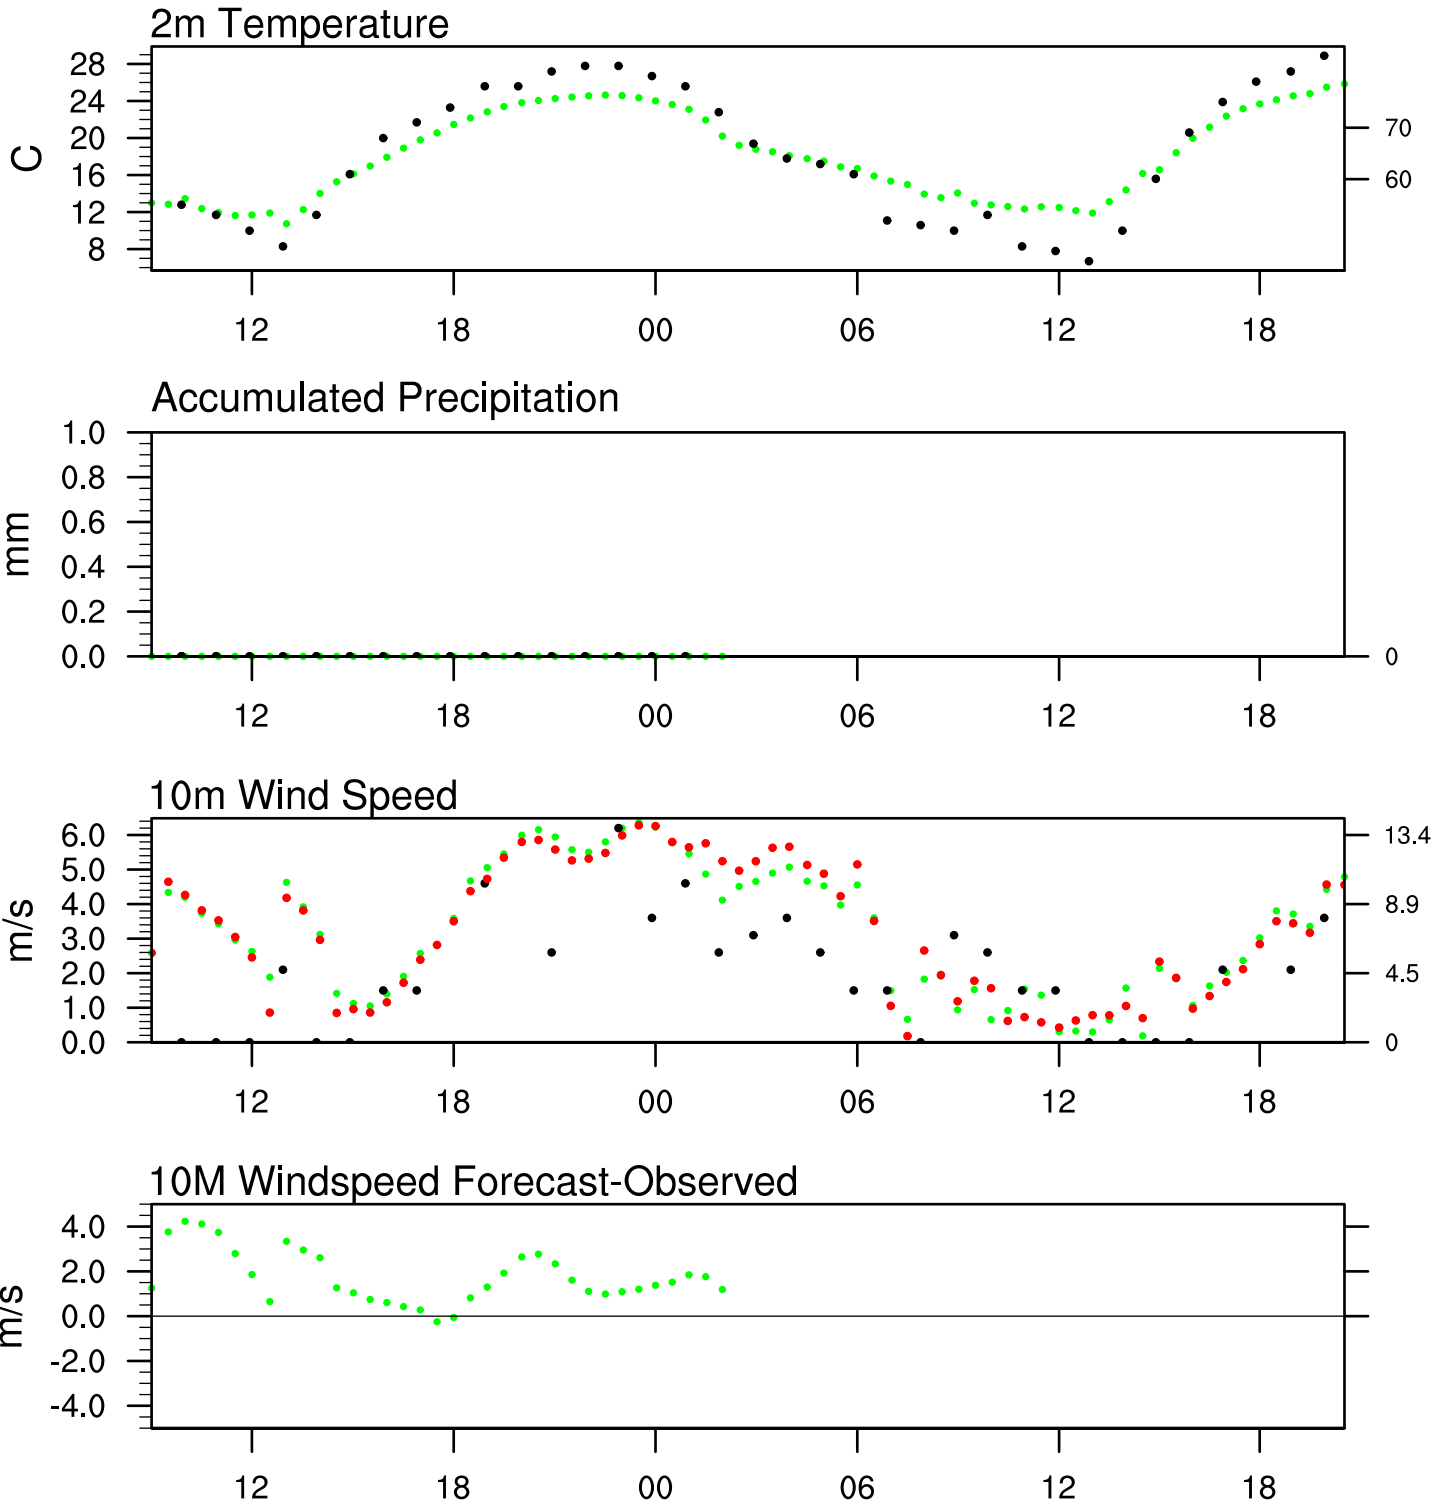 2m Temperature
28
24
20
16
12
8
C
70
60
12 18 00 06 12 18
Accumulated Precipitation
1.0
0.8
0.6
0.4
0.2
0.0
mm
0
12 18 00 06 12 18
10m Wind Speed
6.0
5.0
4.0
3.0
2.0
1.0
0.0
m/s
13.4
8.9
4.5
0
12 18 00 06 12 18
10M Windspeed Forecast-Observed
4.0
2.0
0.0
-2.0
-4.0
m/s
12 18 00 06 12 18